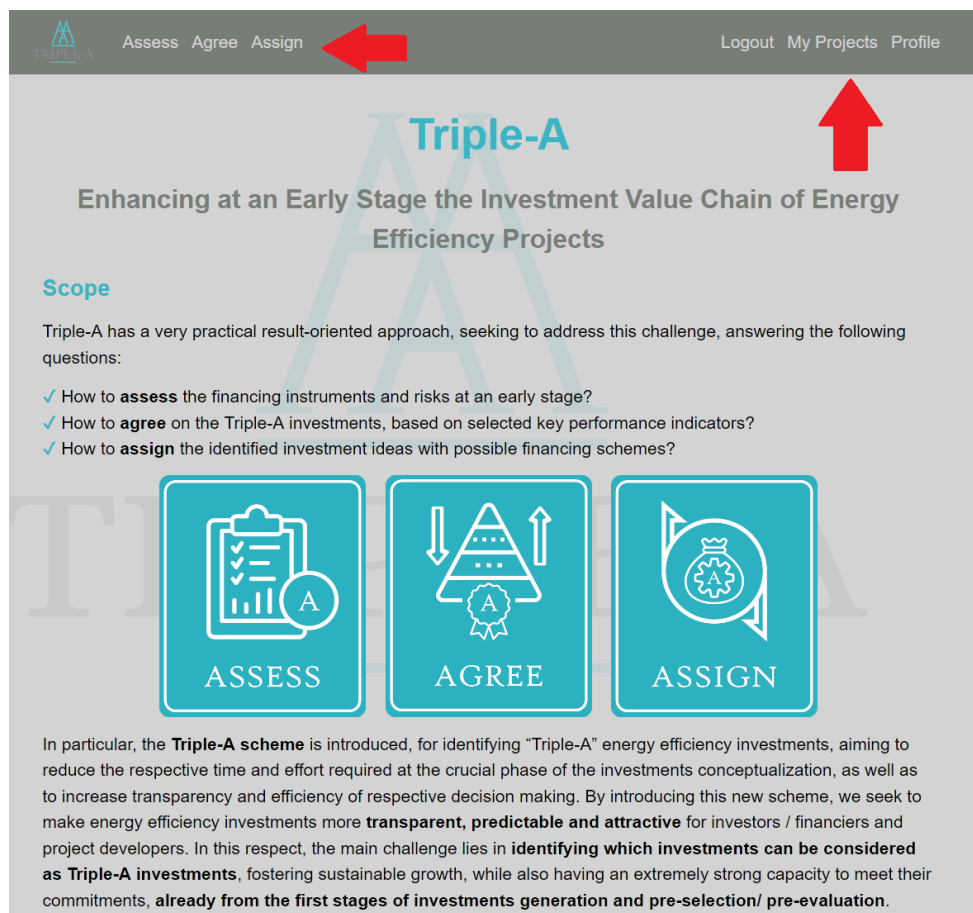 TRIPLE-A
Assess Agree Assign
Logout My Projects Profile
Triple-A
Enhancing at an Early Stage the Investment Value Chain of Energy
Efficiency Projects
Scope
Triple-A has a very practical result-oriented approach, seeking to address this challenge, answering the following
questions:
✓ How to assess the financing instruments and risks at an early stage?
✓ How to agree on the Triple-A investments, based on selected key performance indicators?
✓ How to assign the identified investment ideas with possible financing schemes?
A
ASSESS
A
AGREE
A
ASSIGN
In particular, the Triple-A scheme is introduced, for identifying “Triple-A” energy efficiency investments, aiming to
reduce the respective time and effort required at the crucial phase of the investments conceptualization, as well as
to increase transparency and efficiency of respective decision making. By introducing this new scheme, we seek to
make energy efficiency investments more transparent, predictable and attractive for investors / financiers and
project developers. In this respect, the main challenge lies in identifying which investments can be considered
as Triple-A investments, fostering sustainable growth, while also having an extremely strong capacity to meet their
commitments, already from the first stages of investments generation and pre-selection/ pre-evaluation.